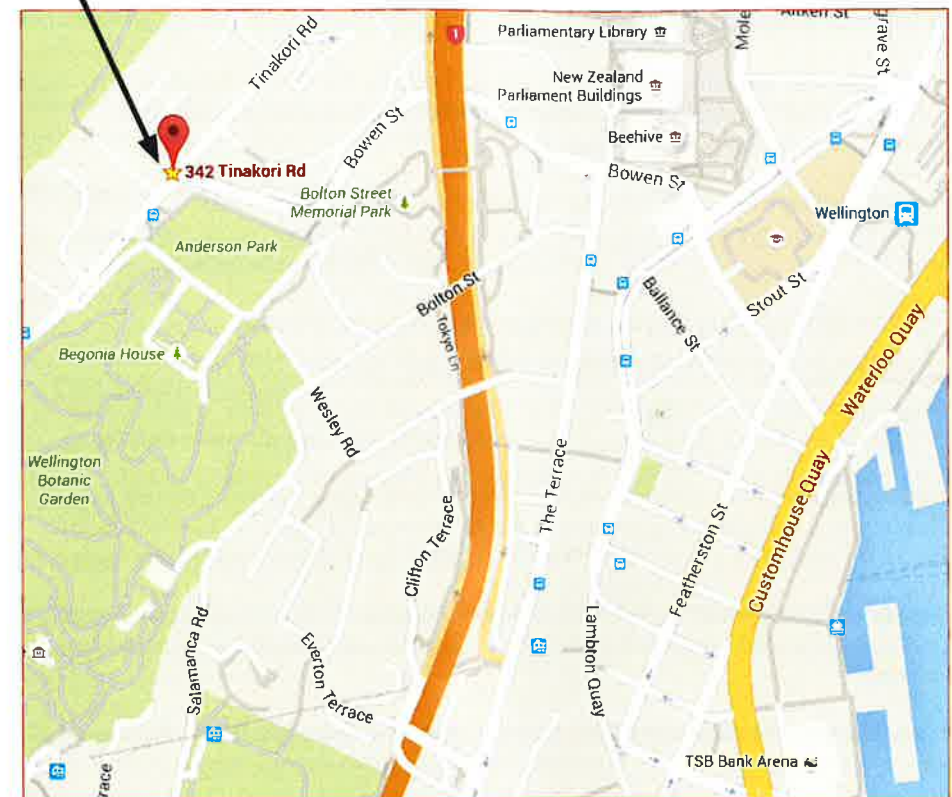 Aitken St
Mole
grave St
1
Parliamentary Library
Tinakori Rd
New Zealand
Parliament Buildings
Bowen St
Beehive
342 Tinakori Rd
Bowen St
Bolton Street
Memorial Park
Wellington
Anderson Park
Bolton St
Ballance St
Stout St
Tokyo Ln
Begonia House
Waterloo Quay
Wesley Rd
Wellington
Botanic
Garden
The Terrace
Customhouse Quay
Clifton Terrace
Featherston St
Salamanca Rd
Everton Terrace
Lambton Quay
TSB Bank Arena
race